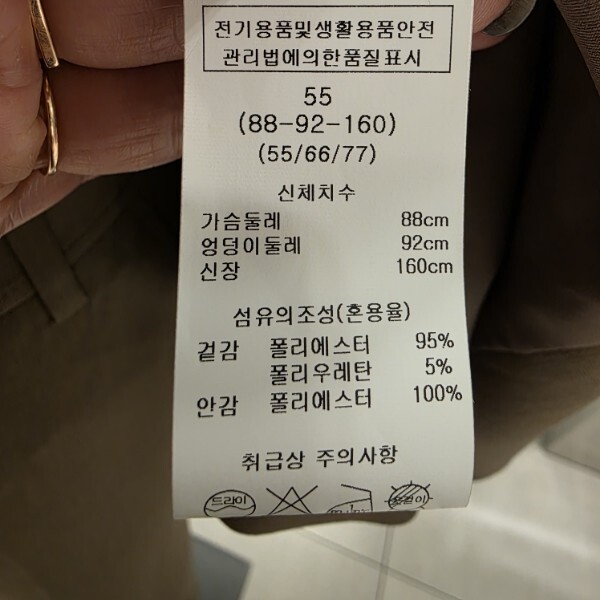 전기용품및생활용품안전
관리법에의한품질표시
55
(88-92-160)
(55/66/77)
신체치수
가슴둘레 88cm
엉덩이둘레 92cm
신장 160cm
섬유의조성(혼용율)
겉감 폴리에스터 95%
폴리우레탄 5%
안감 폴리에스터 100%
취급상 주의사항
드라이